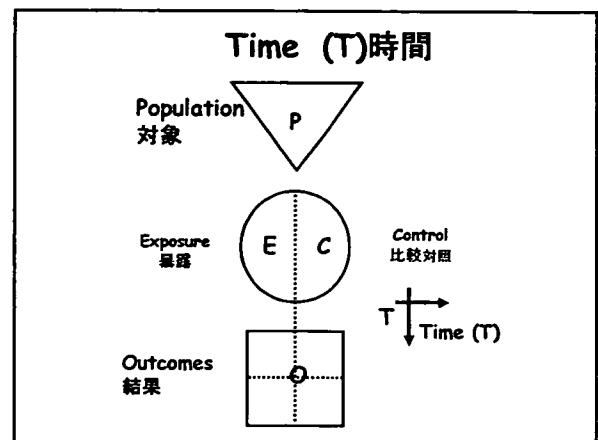 Time (T)時間
Population
対象
P
Exposure
暴露
E
C
Control
比較対照
T
Time (T)
Outcomes
結果
O